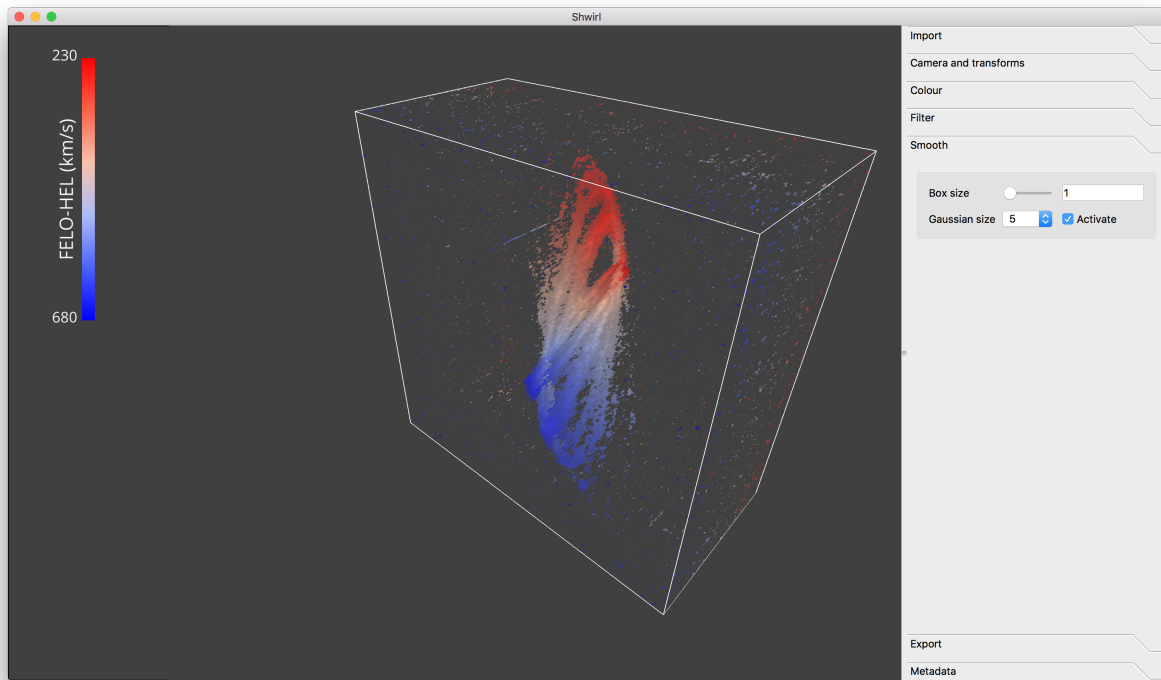 Shwirl
230
FELO-HEL (km/s)
680
Import
Camera and transforms
Colour
Filter
Smooth
Box size 1
Gaussian size 5 Activate
Export
Metadata